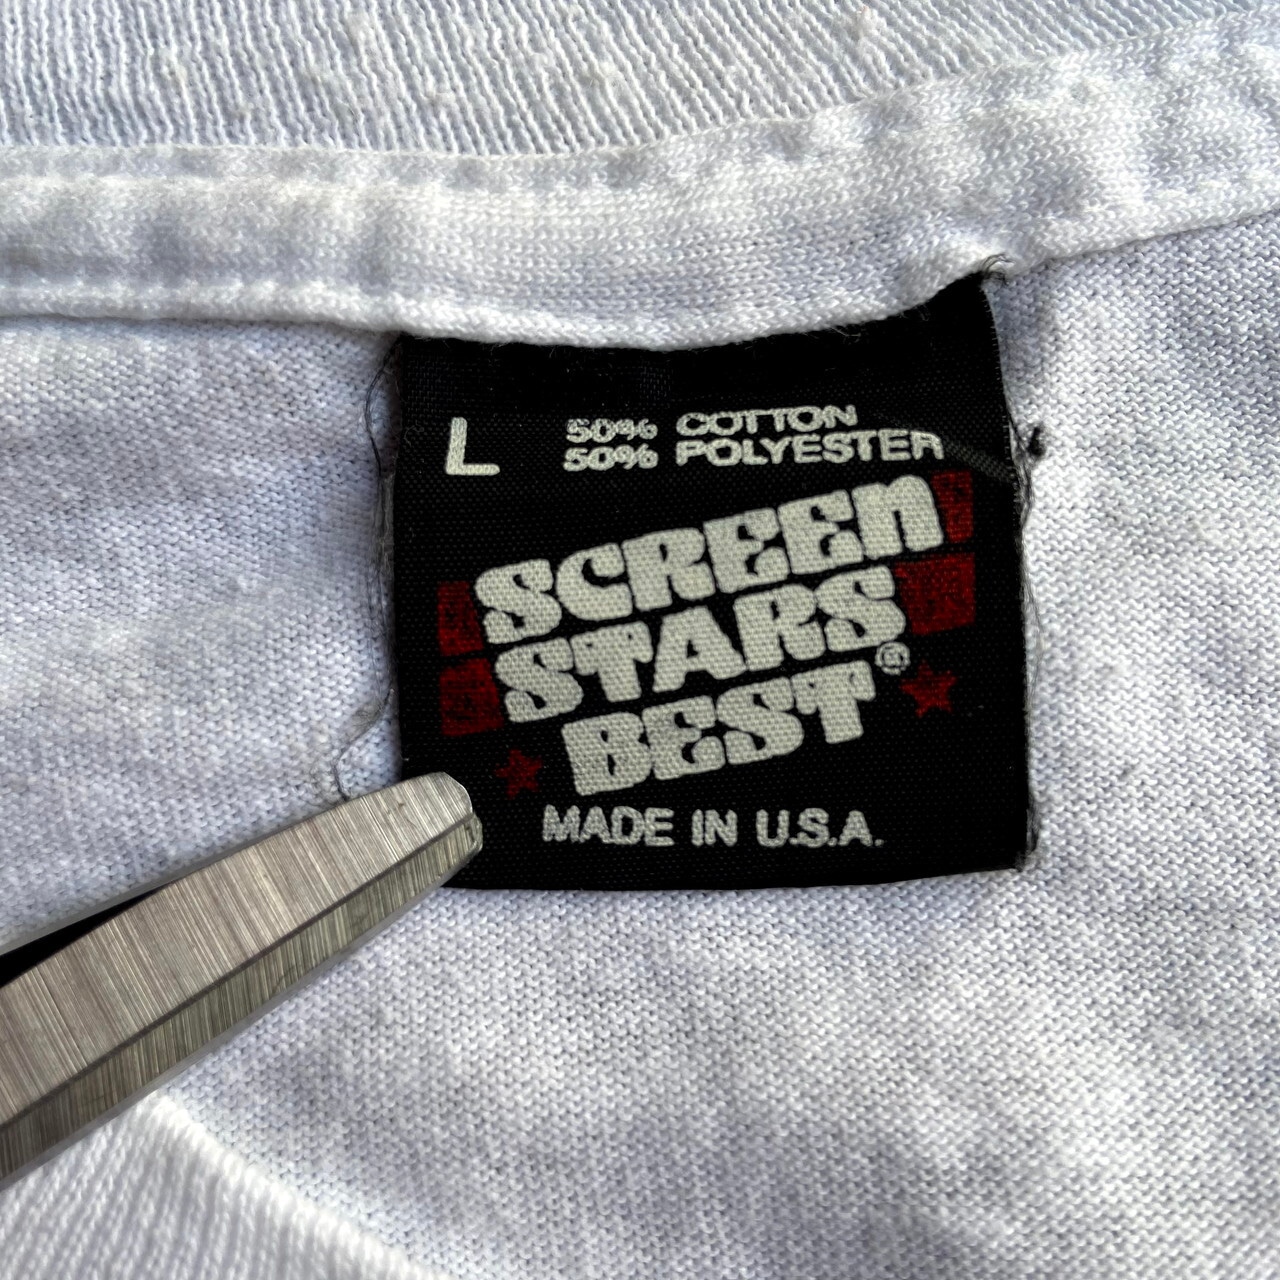 L
50% COTTON
50% POLYESTER
SCREEN
STARS
BEST®
MADE IN U.S.A.